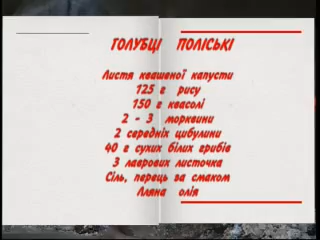 ГОЛУБЦІ ПОЛІСЬКІ
Листя квашеної капусти
125 г рису
150 г квасолі
2 - 3 морквини
2 середніх цибулини
40 г сухих білих грибів
3 лаврових листочка
Сіль, перець за смаком
Лляна олія